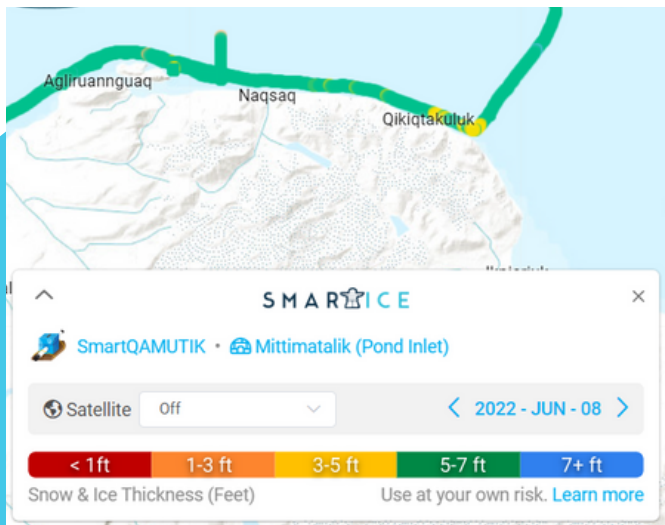 Agliruannguaq
Naqsaq
Qikiqtakuluk
SMARTICE
SmartQAMUTIK • Mittimatalik (Pond Inlet)
Satellite Off 2022 - JUN - 08
< 1ft 1-3 ft 3-5 ft 5-7 ft 7+ ft
Snow & Ice Thickness (Feet) Use at your own risk. Learn more